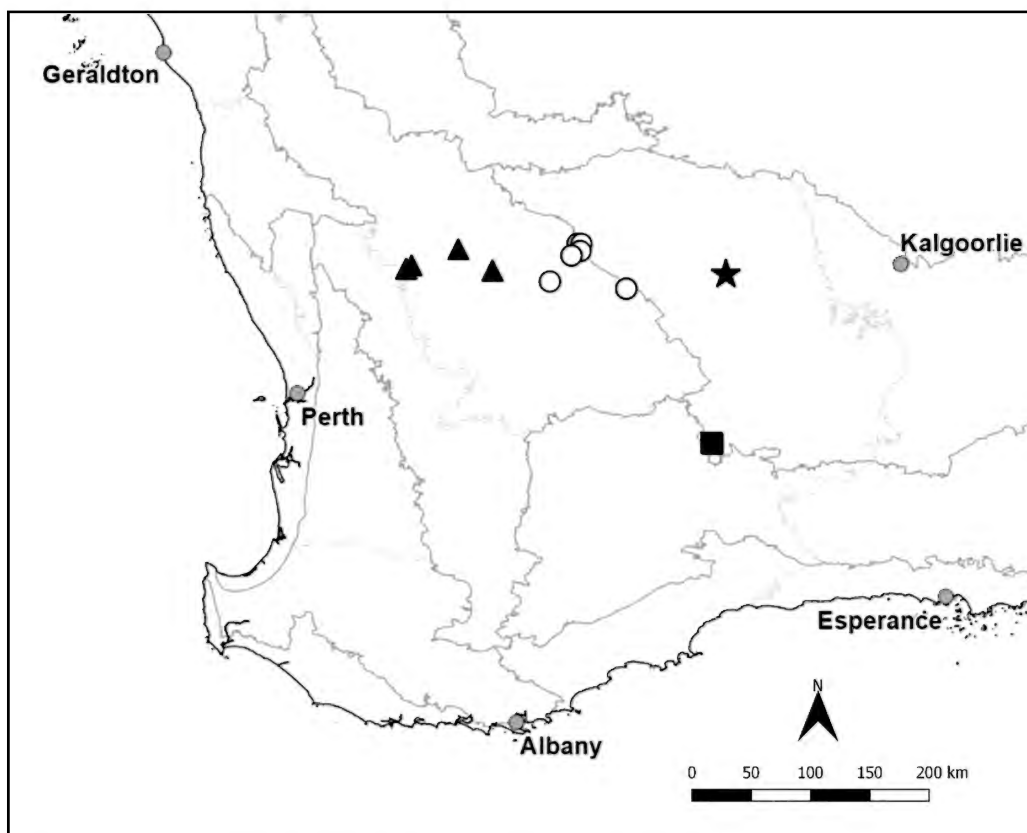 Geraldton
Kalgoorlie
Perth
Esperance
N
Albany
0 50 100 150 200 km